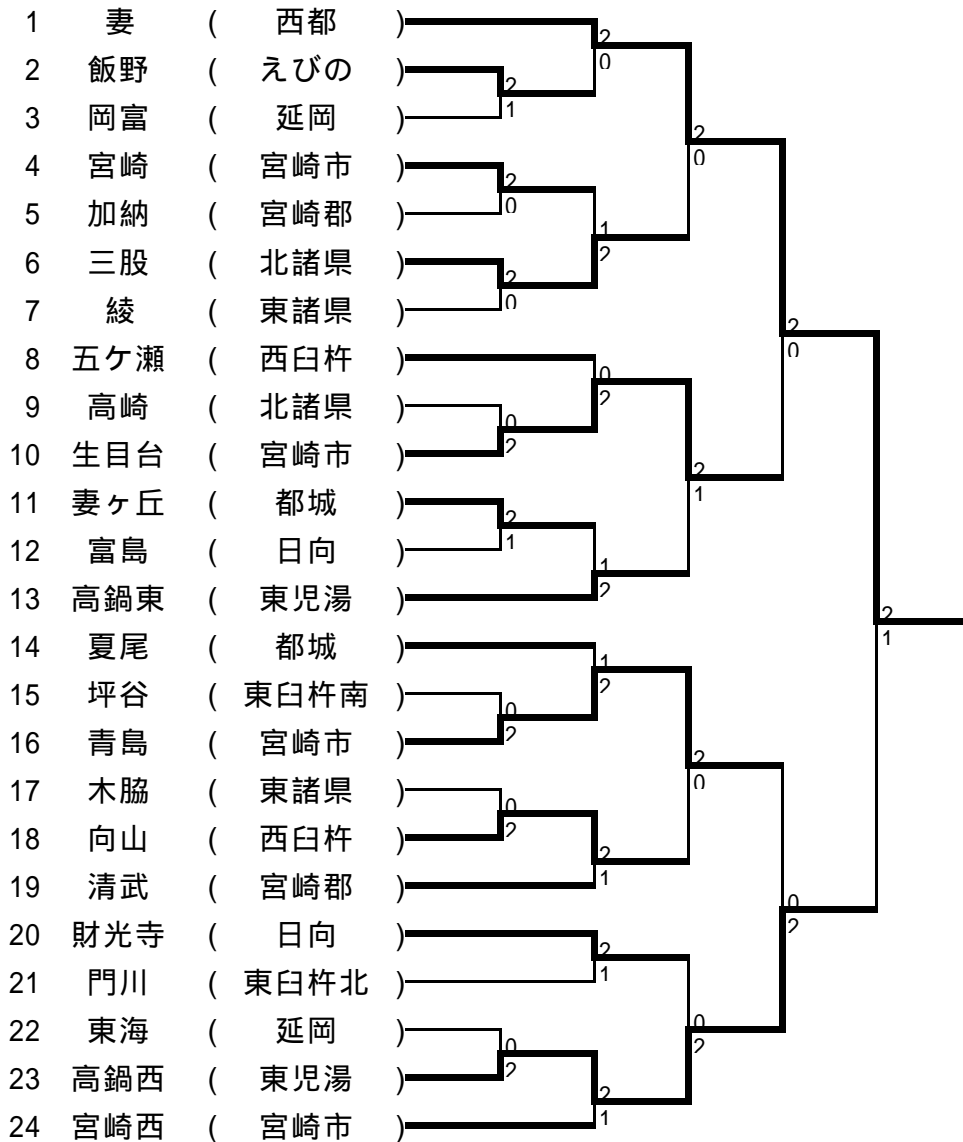 1 妻 ( 西都 )
2 飯野 ( えびの )
3 岡富 ( 延岡 )
4 宮崎 ( 宮崎市 )
5 加納 ( 宮崎郡 )
6 三股 ( 北諸県 )
7 綾 ( 東諸県 )
8 五ケ瀬 ( 西臼杵 )
9 高崎 ( 北諸県 )
10 生目台 ( 宮崎市 )
11 妻ヶ丘 ( 都城 )
12 富島 ( 日向 )
13 高鍋東 ( 東児湯 )
14 夏尾 ( 都城 )
15 坪谷 ( 東臼杵南 )
16 青島 ( 宮崎市 )
17 木脇 ( 東諸県 )
18 向山 ( 西臼杵 )
19 清武 ( 宮崎郡 )
20 財光寺 ( 日向 )
21 門川 ( 東臼杵北 )
22 東海 ( 延岡 )
23 高鍋西 ( 東児湯 )
24 宮崎西 ( 宮崎市 )
2
1
2
0
2
0
0
2
2
1
0
2
0
2
0
2
2
0
1
2
0
2
1
2
1
2
2
1
2
1
2
1
2
0
2
1
2
0
0
2
2
0
0
2
2
1